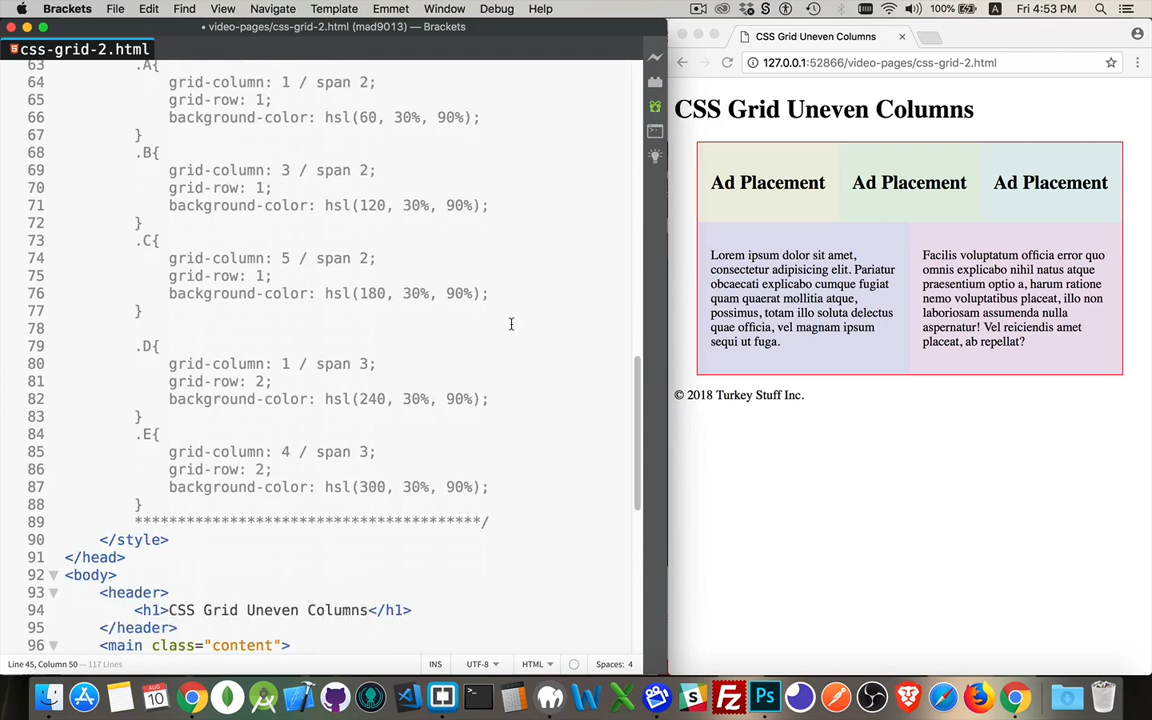 Brackets File Edit Find View Navigate Template Emmet Window Debug Help 100% A Fri 4:53 PM
• video-pages/css-grid-2.html (mad9013) — Brackets
css-grid-2.html
63 .A{
64 grid-column: 1 / span 2;
65 grid-row: 1;
66 background-color: hsl(60, 30%, 90%);
67 }
68 .B{
69 grid-column: 3 / span 2;
70 grid-row: 1;
71 background-color: hsl(120, 30%, 90%);
72 }
73 .C{
74 grid-column: 5 / span 2;
75 grid-row: 1;
76 background-color: hsl(180, 30%, 90%);
77 }
78
79 .D{
80 grid-column: 1 / span 3;
81 grid-row: 2;
82 background-color: hsl(240, 30%, 90%);
83 }
84 .E{
85 grid-column: 4 / span 3;
86 grid-row: 2;
87 background-color: hsl(300, 30%, 90%);
88 }
89 ****************************************/
90 </style>
91 </head>
92 <body>
93 <header>
94 <h1>CSS Grid Uneven Columns</h1>
95 </header>
96 <main class="content">
Line 45, Column 50 — 117 Lines INS UTF-8 HTML Spaces: 4
CSS Grid Uneven Columns
127.0.0.1:52866/video-pages/css-grid-2.html
CSS Grid Uneven Columns
Ad Placement Ad Placement Ad Placement
Lorem ipsum dolor sit amet,
consectetur adipisicing elit. Pariatur
obcaecati explicabo cumque fugiat
quam quaerat mollitia atque,
possimus, totam illo soluta delectus
quae officia, vel magnam ipsum
sequi ut fuga.
Facilis voluptatum officia error quo
omnis explicabo nihil natus atque
praesentium optio a, harum ratione
nemo voluptatibus placeat, illo non
laboriosam assumenda nulla
aspernatur! Vel reiciendis amet
placeat, ab repellat?
© 2018 Turkey Stuff Inc.
AUG
10